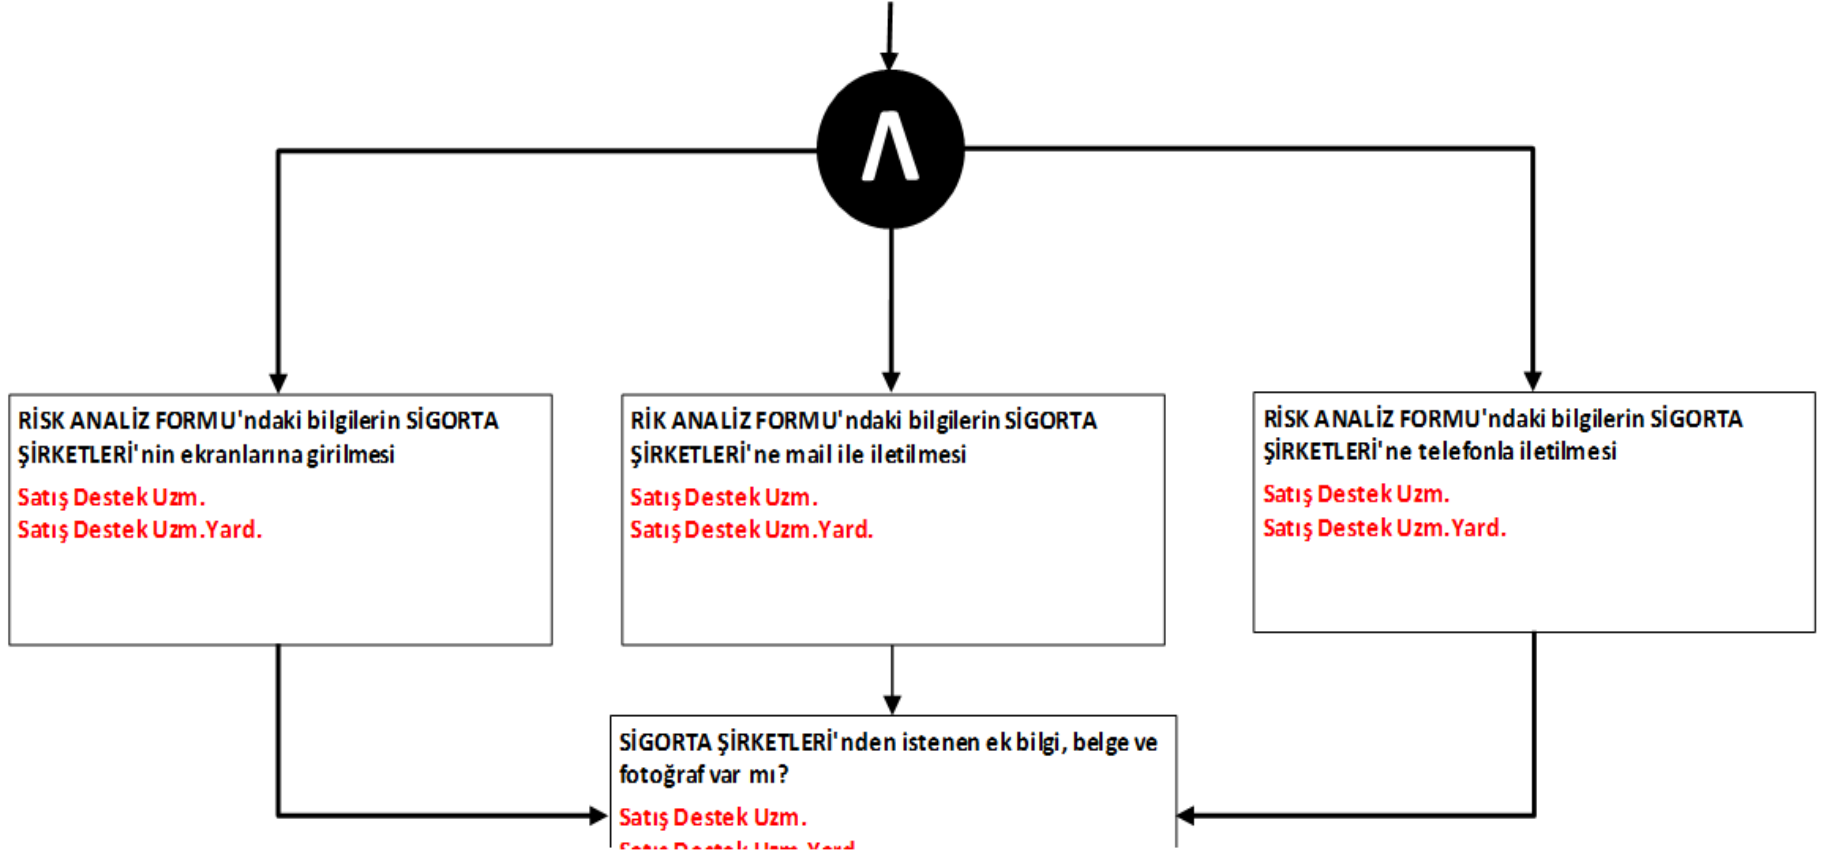 Λ
RİSK ANALİZ FORMU'ndaki bilgilerin SİGORTA
ŞİRKETLERİ'nin ekranlarına girilmesi
Satış Destek Uzm.
Satış Destek Uzm.Yard.
RİK ANALİZ FORMU'ndaki bilgilerin SİGORTA
ŞİRKETLERİ'ne mail ile iletilmesi
Satış Destek Uzm.
Satış Destek Uzm.Yard.
RİSK ANALİZ FORMU'ndaki bilgilerin SİGORTA
ŞİRKETLERİ'ne telefonla iletilmesi
Satış Destek Uzm.
Satış Destek Uzm.Yard.
SİGORTA ŞİRKETLERİ'nden istenen ek bilgi, belge ve
fotoğraf var mı?
Satış Destek Uzm.
Satış Destek Uzm.Yard.